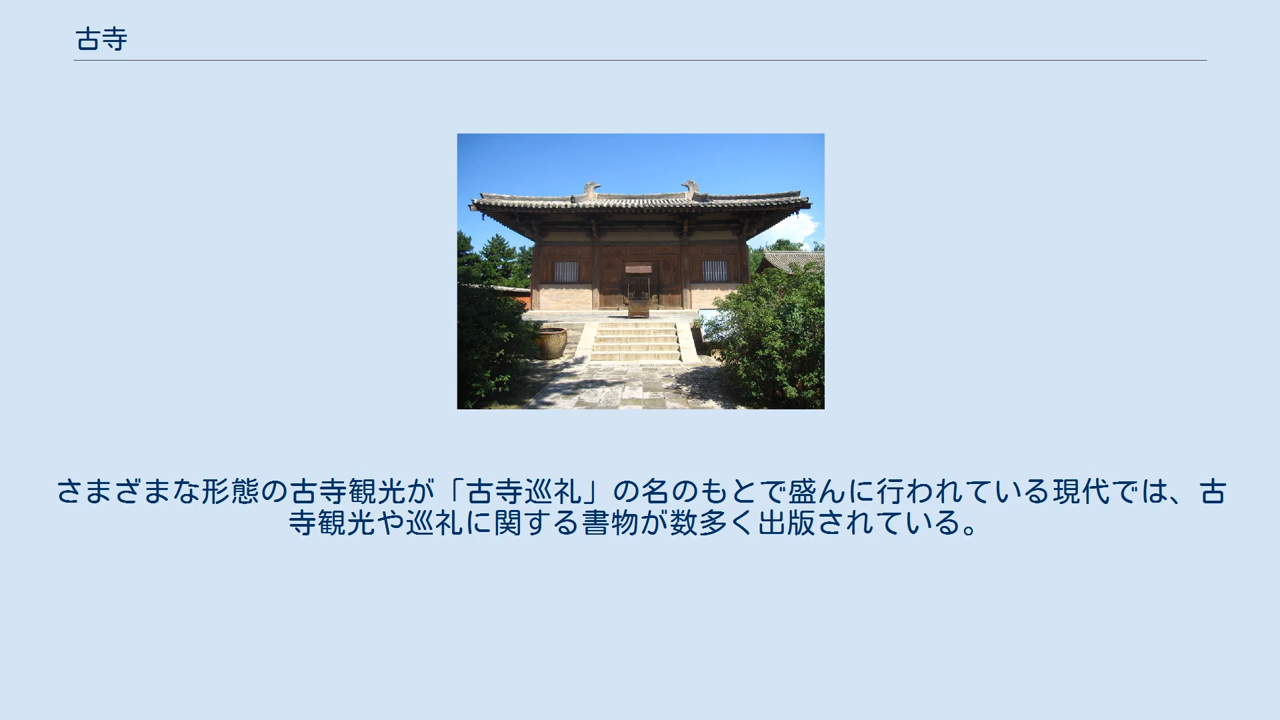 古寺
さまざまな形態の古寺観光が「古寺巡礼」の名のもとで盛んに行われている現代では、古
寺観光や巡礼に関する書物が数多く出版されている。